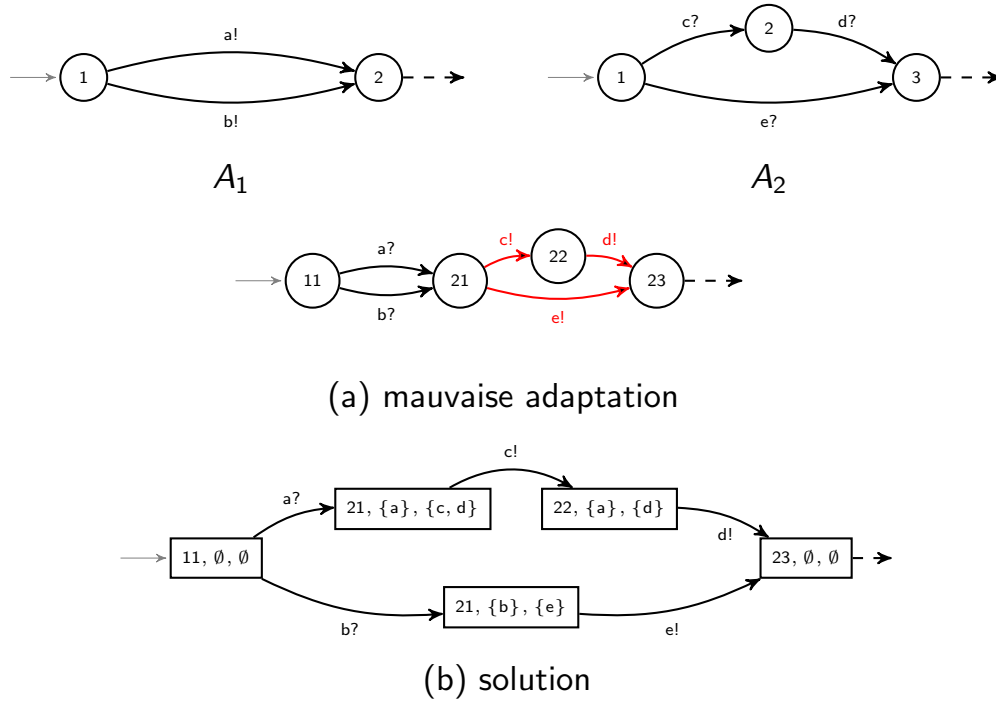 a! c? 2 d?
1 2 1 3
b! e?
A1 A2
c! 22 d!
a?
11 21 23
b? e!
(a) mauvaise adaptation
c!
a?
21, {a}, {c, d} 22, {a}, {d}
d!
11, ∅, ∅ 23, ∅, ∅
21, {b}, {e}
b? e!
(b) solution